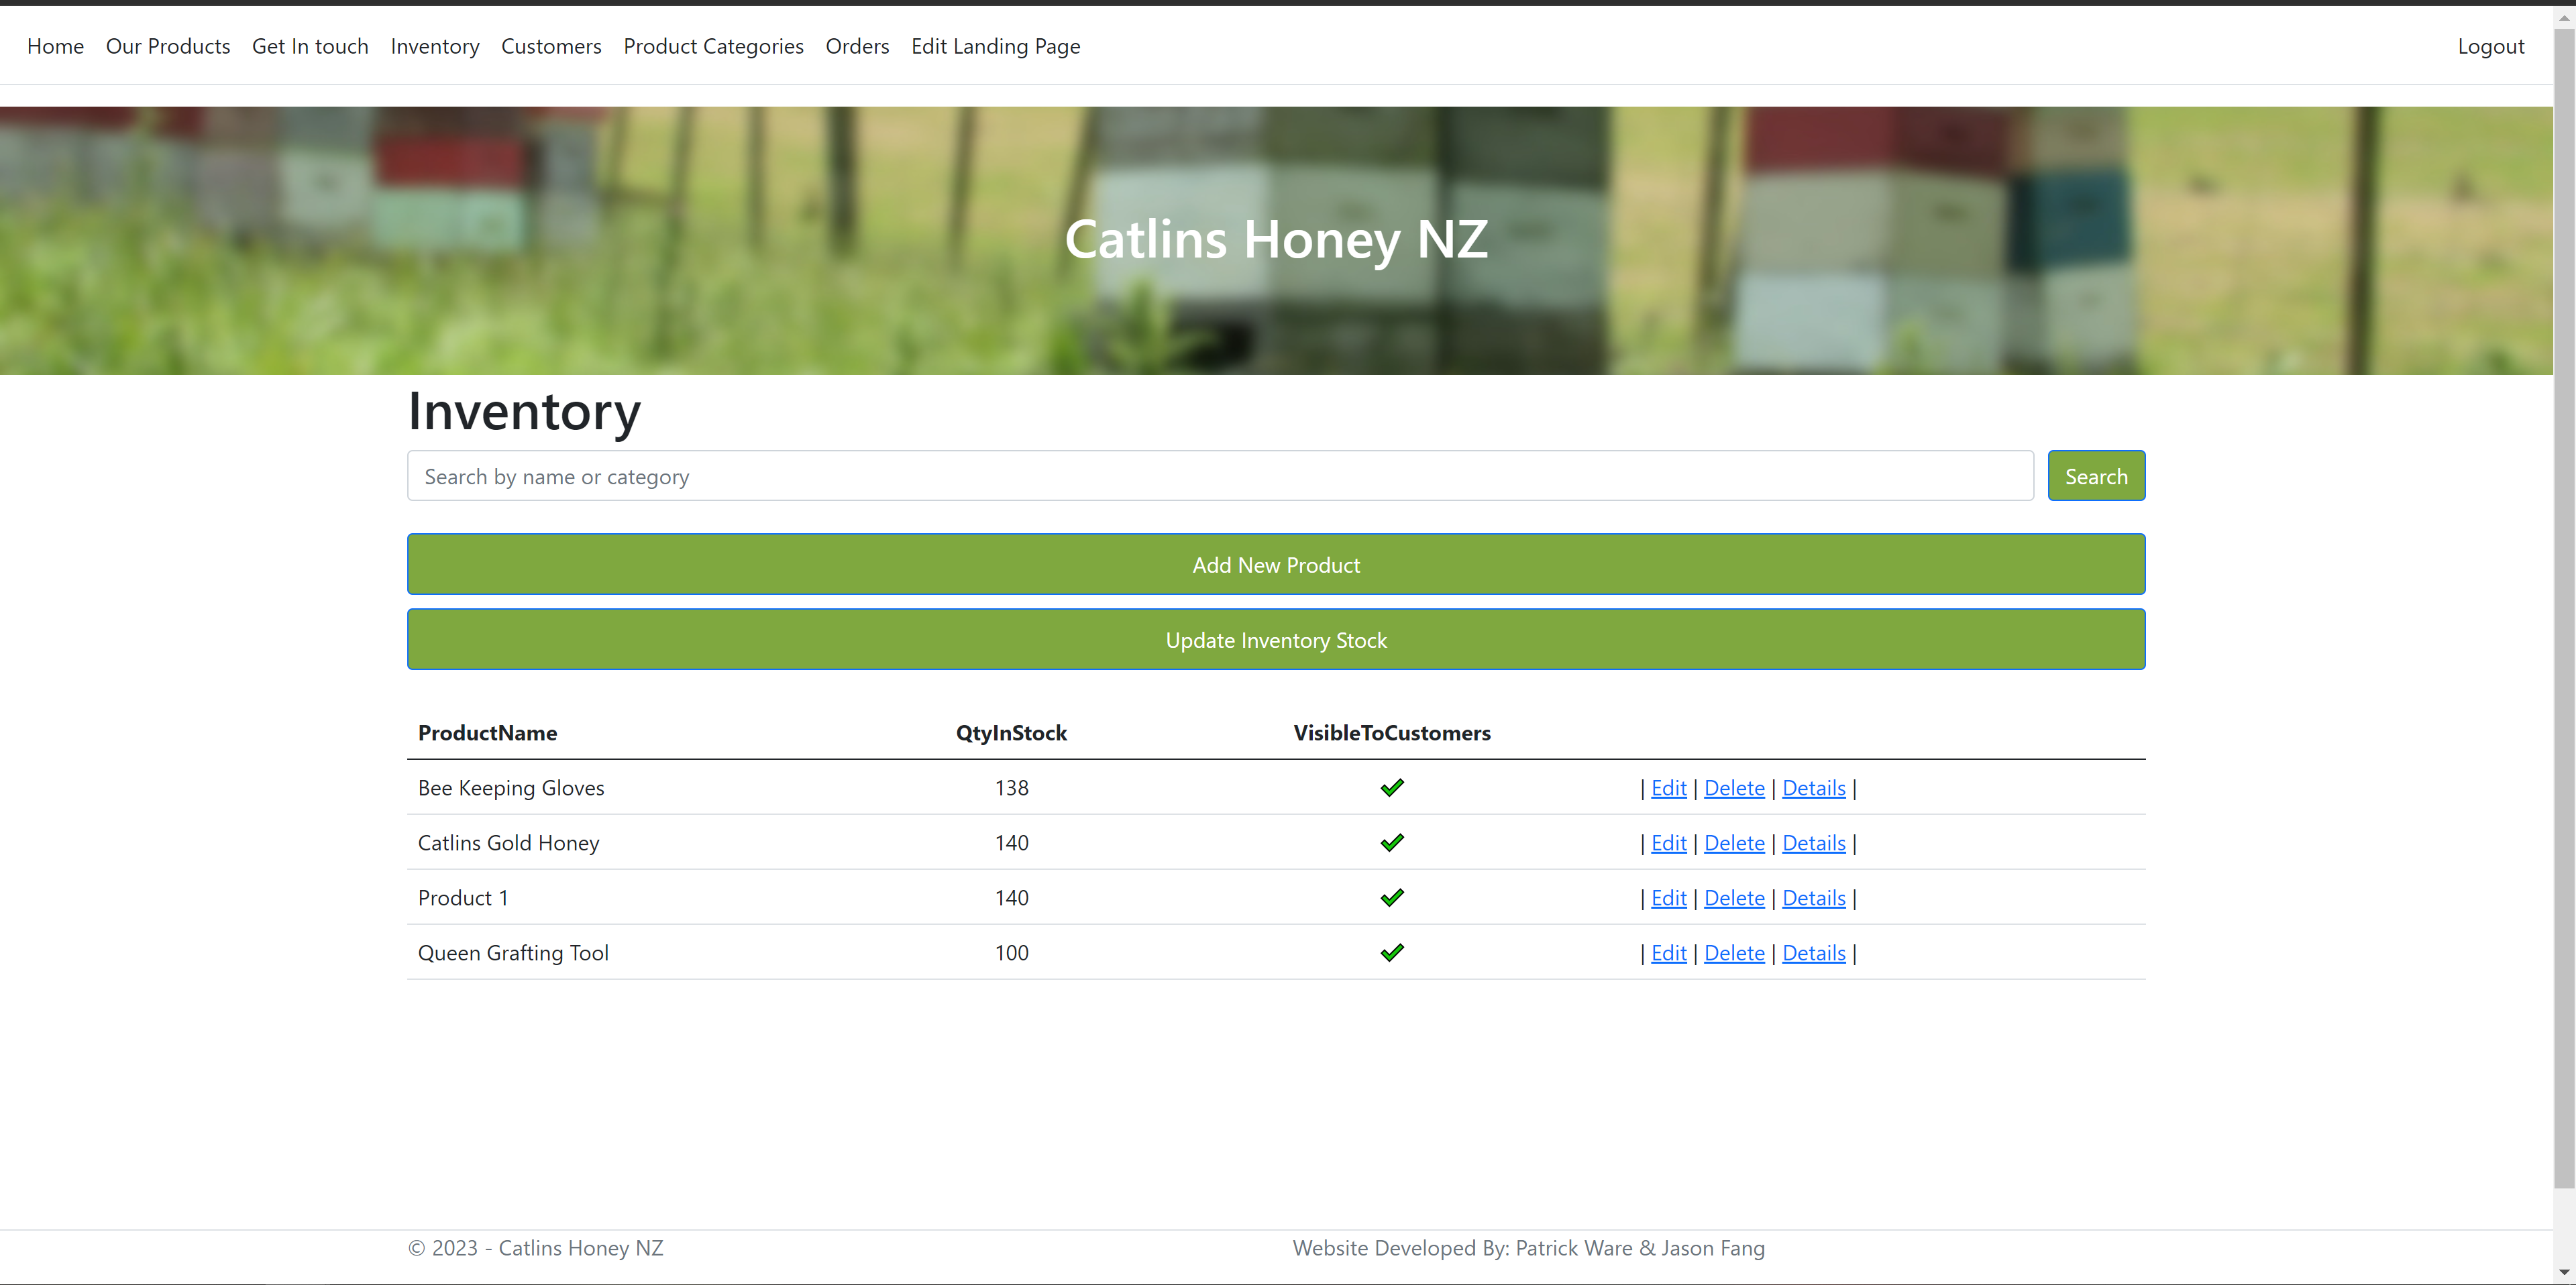 Home Our Products Get In touch Inventory Customers Product Categories Orders Edit Landing Page Logout
Catlins Honey NZ
Inventory
Search by name or category Search
Add New Product
Update Inventory Stock
ProductName QtyInStock VisibleToCustomers
Bee Keeping Gloves 138 | Edit | Delete | Details |
Catlins Gold Honey 140 | Edit | Delete | Details |
Product 1 140 | Edit | Delete | Details |
Queen Grafting Tool 100 | Edit | Delete | Details |
© 2023 - Catlins Honey NZ Website Developed By: Patrick Ware & Jason Fang